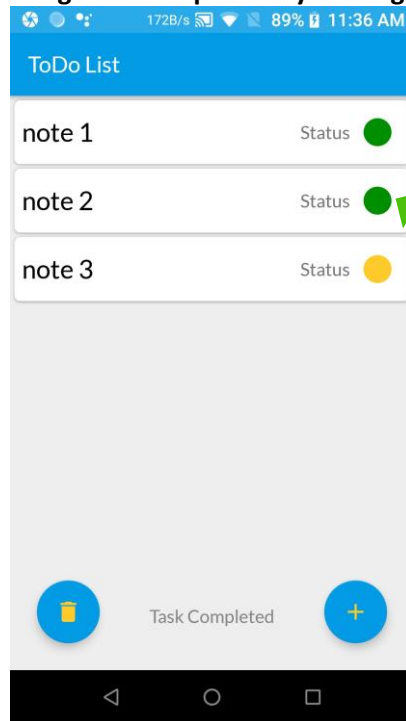 172B/s 89% 11:36 AM
ToDo List
note 1 Status
note 2 Status
note 3 Status
Task Completed